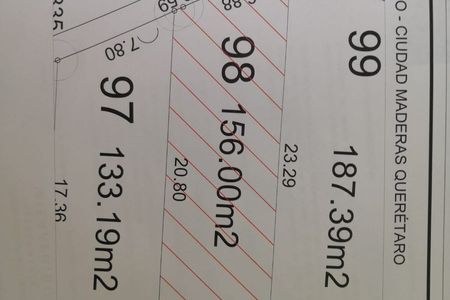 O - CIUDAD MADERAS QUERÉTARO
99
187.39m2
23.29
98
156.00m2
20.80
97
133.19m2
7.80
17.36